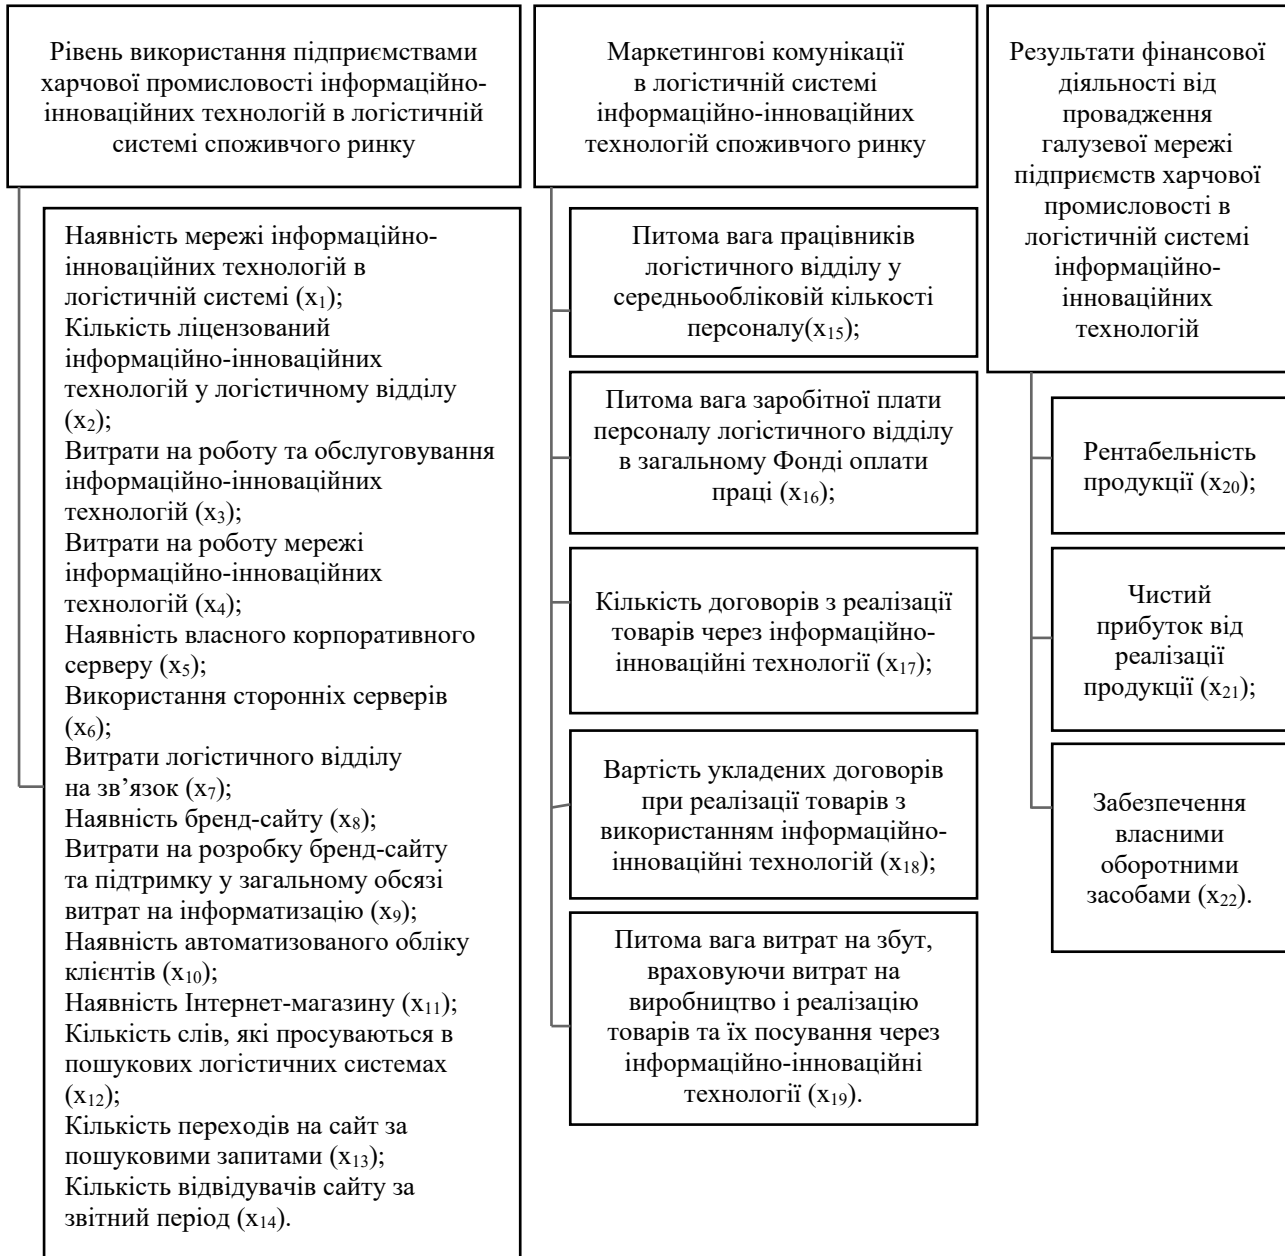 Рівень використання підприємствами
харчової промисловості інформаційно-
інноваційних технологій в логістичній
системі споживчого ринку
Наявність мережі інформаційно-
інноваційних технологій в
логістичній системі (x₁);
Кількість ліцензований
інформаційно-інноваційних
технологій у логістичному відділу
(x₂);
Витрати на роботу та обслуговування
інформаційно-інноваційних
технологій (x₃);
Витрати на роботу мережі
інформаційно-інноваційних
технологій (x₄);
Наявність власного корпоративного
серверу (x₅);
Використання сторонніх серверів
(x₆);
Витрати логістичного відділу
на зв’язок (x₇);
Наявність бренд-сайту (x₈);
Витрати на розробку бренд-сайту
та підтримку у загальному обсязі
витрат на інформатизацію (x₉);
Наявність автоматизованого обліку
клієнтів (x₁₀);
Наявність Інтернет-магазину (x₁₁);
Кількість слів, які просуваються в
пошукових логістичних системах
(x₁₂);
Кількість переходів на сайт за
пошуковими запитами (x₁₃);
Кількість відвідувачів сайту за
звітний період (x₁₄).
Маркетингові комунікації
в логістичній системі
інформаційно-інноваційних
технологій споживчого ринку
Питома вага працівників
логістичного відділу у
середньообліковій кількості
персоналу(x₁₅);
Питома вага заробітної плати
персоналу логістичного відділу
в загальному Фонді оплати
праці (x₁₆);
Кількість договорів з реалізації
товарів через інформаційно-
інноваційні технології (x₁₇);
Вартість укладених договорів
при реалізації товарів з
використанням інформаційно-
інноваційні технологій (x₁₈);
Питома вага витрат на збут,
враховуючи витрат на
виробництво і реалізацію
товарів та їх посування через
інформаційно-інноваційні
технології (x₁₉).
Результати фінансової
діяльності від
провадження
галузевої мережі
підприємств харчової
промисловості в
логістичній системі
інформаційно-
інноваційних
технологій
Рентабельність
продукції (x₂₀);
Чистий
прибуток від
реалізації
продукції (x₂₁);
Забезпечення
власними
оборотними
засобами (x₂₂).